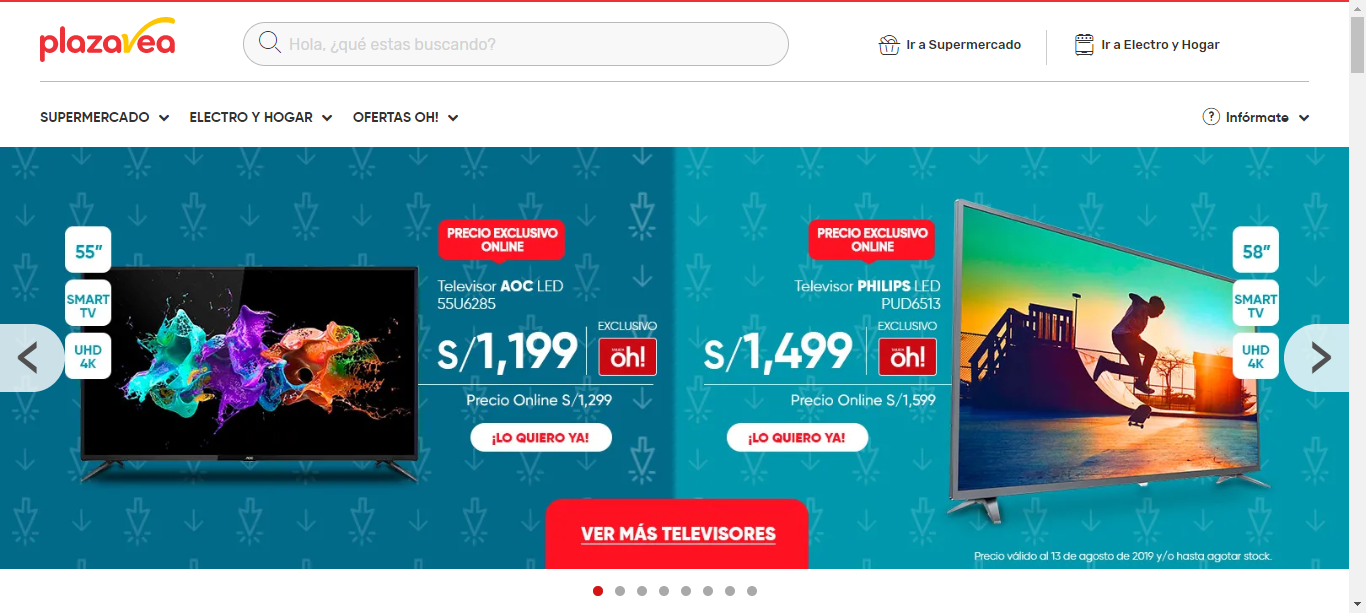 plazavea
Hola, ¿qué estas buscando?
Ir a Supermercado
Ir a Electro y Hogar
SUPERMERCADO
ELECTRO Y HOGAR
OFERTAS OH!
?
Infórmate
55”
SMART
TV
UHD
4K
PRECIO EXCLUSIVO
ONLINE
Televisor AOC LED
55U6285
S/1,199
EXCLUSIVO
oh!
Precio Online S/1,299
¡LO QUIERO YA!
PRECIO EXCLUSIVO
ONLINE
Televisor PHILIPS LED
PUD6513
S/1,499
EXCLUSIVO
oh!
Precio Online S/1,599
¡LO QUIERO YA!
58”
SMART
TV
UHD
4K
VER MÁS TELEVISORES
Precio válido al 13 de agosto de 2019 y/o hasta agotar stock.